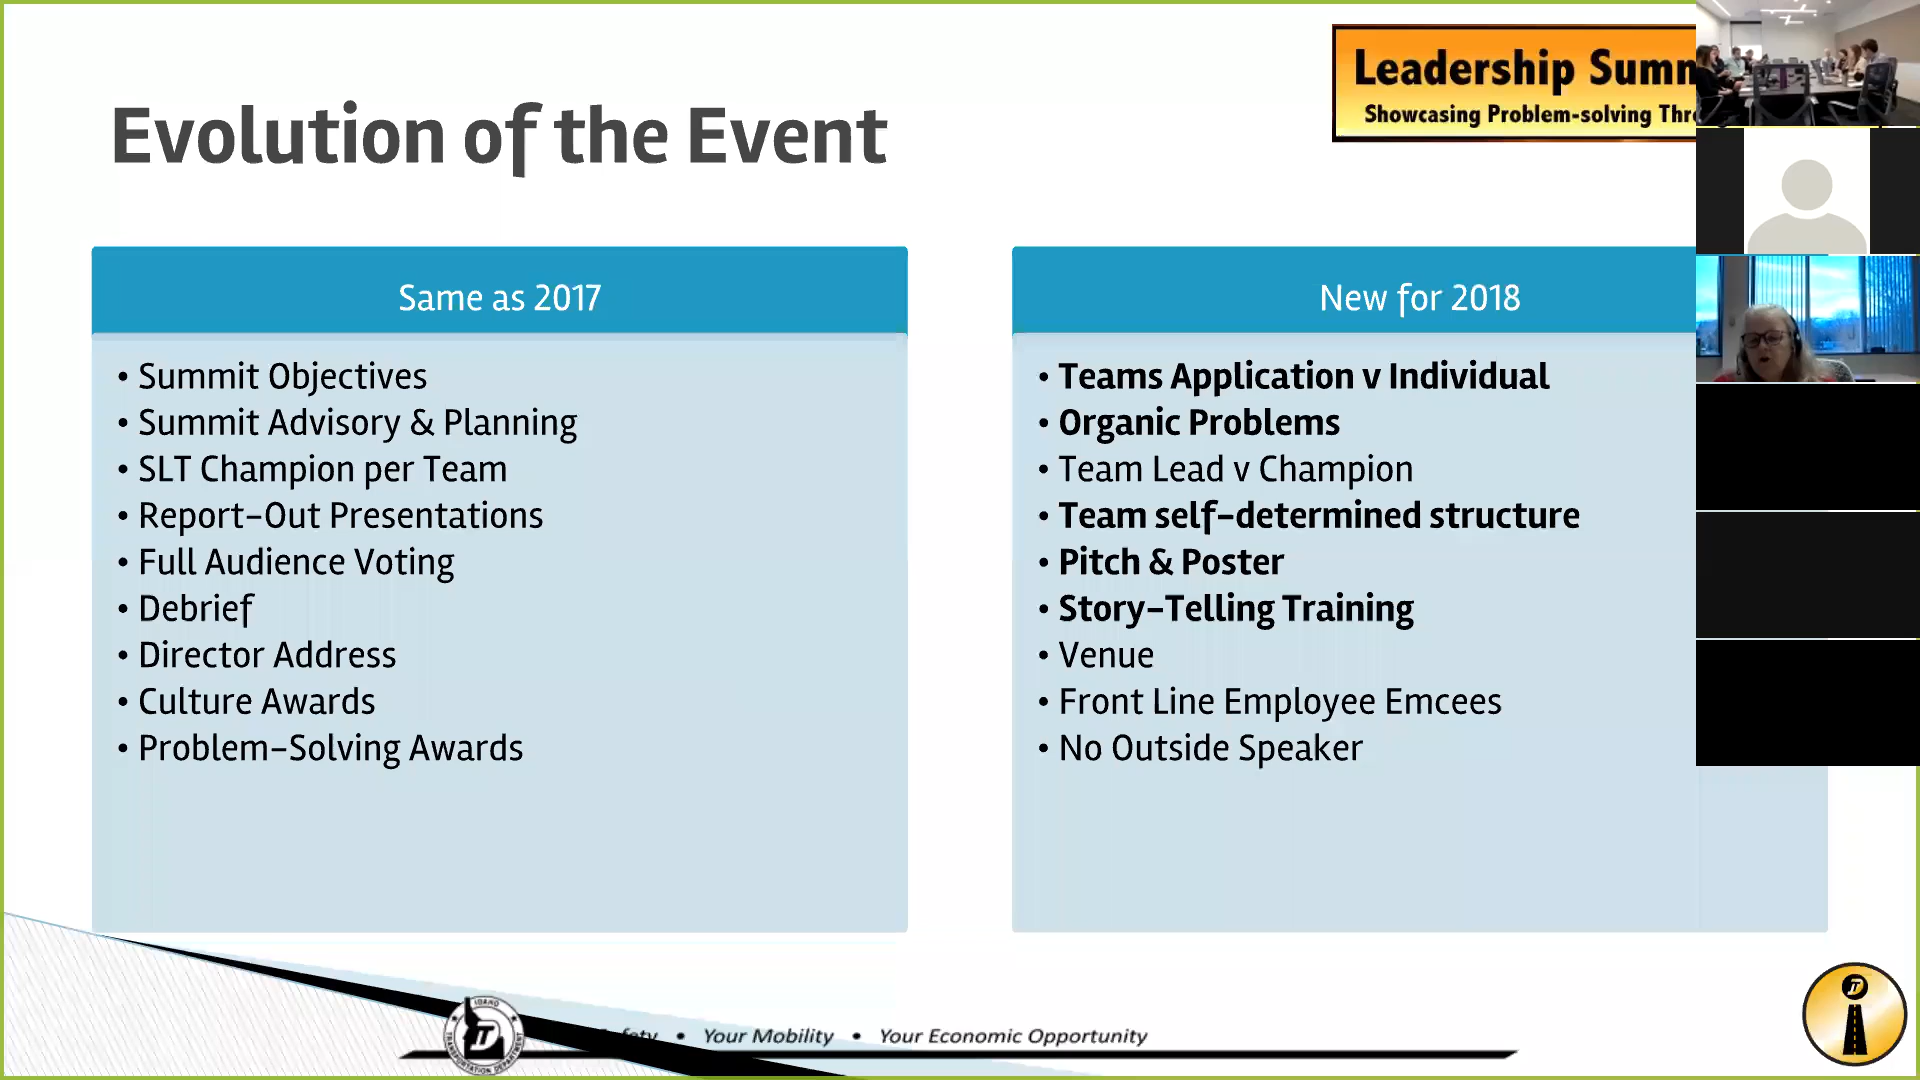 Leadership Summ
Showcasing Problem-solving Thr
Evolution of the Event
Same as 2017
• Summit Objectives
• Summit Advisory & Planning
• SLT Champion per Team
• Report-Out Presentations
• Full Audience Voting
• Debrief
• Director Address
• Culture Awards
• Problem-Solving Awards
New for 2018
• Teams Application v Individual
• Organic Problems
• Team Lead v Champion
• Team self-determined structure
• Pitch & Poster
• Story-Telling Training
• Venue
• Front Line Employee Emcees
• No Outside Speaker
IDAHO
TRANSPORTATION DEPARTMENT
• Your Mobility • Your Economic Opportunity